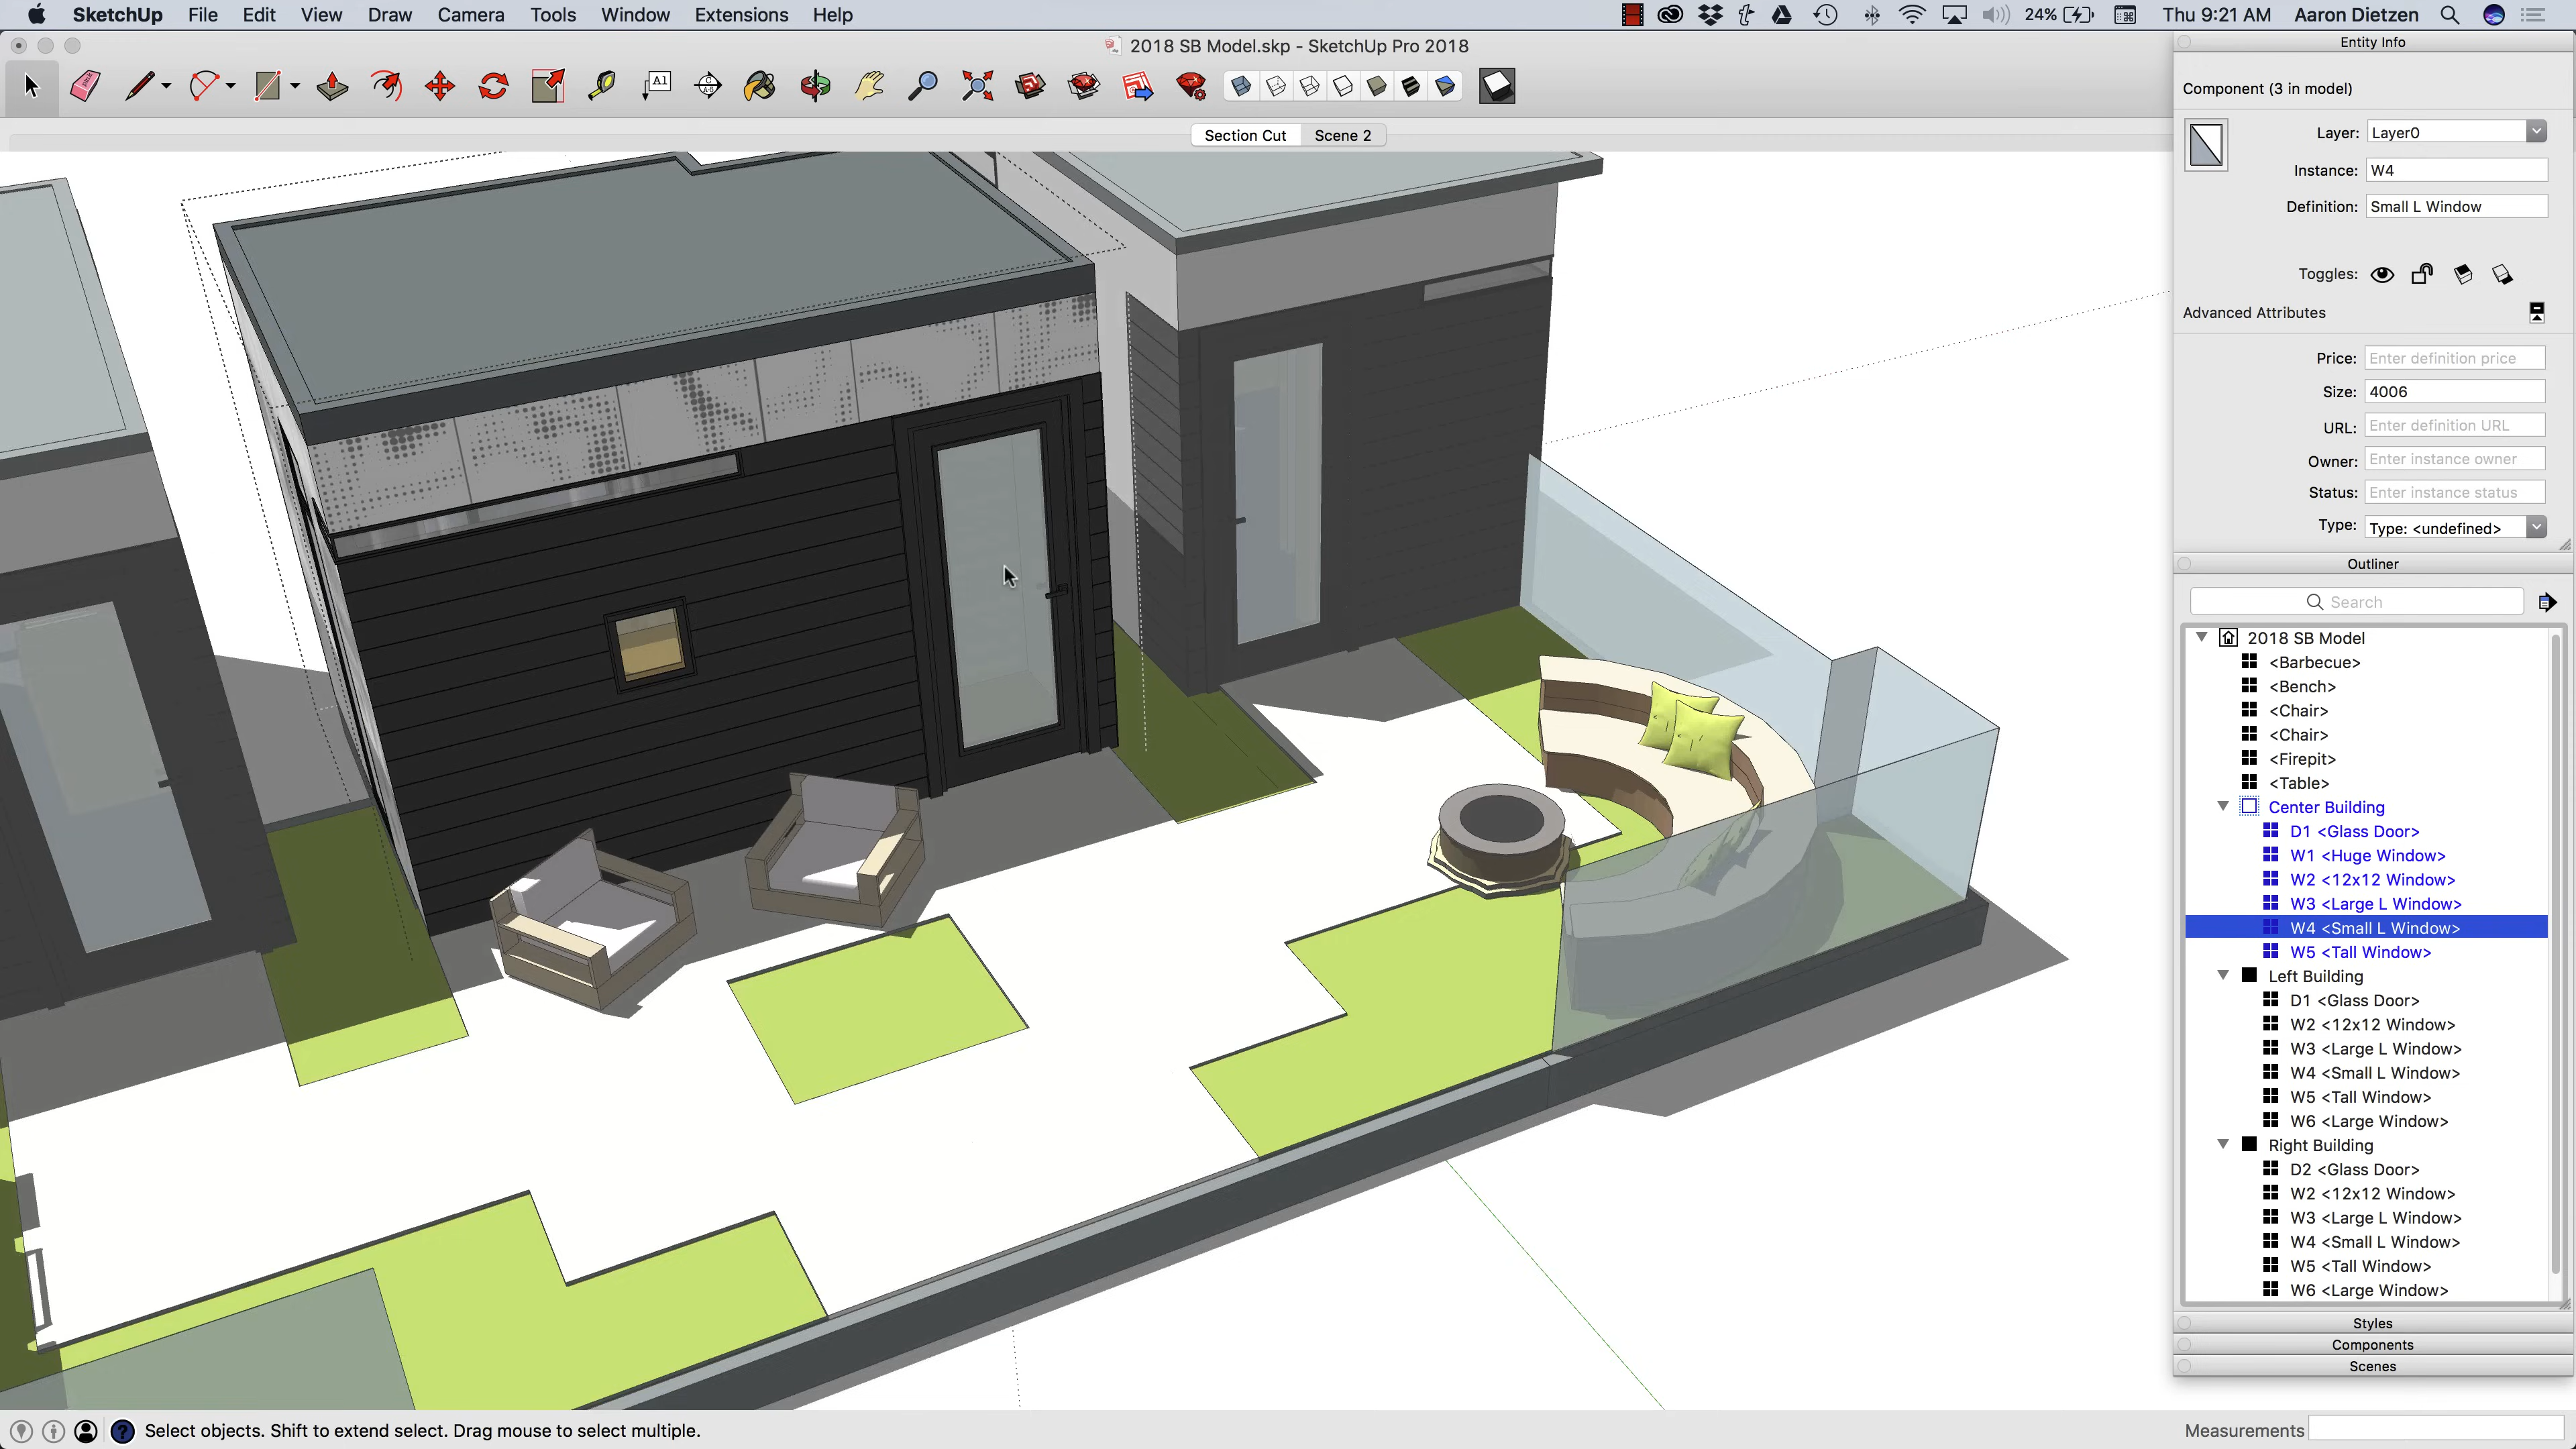 SketchUp File Edit View Draw Camera Tools Window Extensions Help 24% Thu 9:21 AM Aaron Dietzen
2018 SB Model.skp - SketchUp Pro 2018
Section Cut Scene 2
Entity Info
Component (3 in model)
Layer: Layer0
Instance: W4
Definition: Small L Window
Toggles:
Advanced Attributes
Price: Enter definition price
Size: 4006
URL: Enter definition URL
Owner: Enter instance owner
Status: Enter instance status
Type: Type: <undefined>
Outliner
Search
2018 SB Model
<Barbecue>
<Bench>
<Chair>
<Chair>
<Firepit>
<Table>
Center Building
D1 <Glass Door>
W1 <Huge Window>
W2 <12x12 Window>
W3 <Large L Window>
W4 <Small L Window>
W5 <Tall Window>
Left Building
D1 <Glass Door>
W2 <12x12 Window>
W3 <Large L Window>
W4 <Small L Window>
W5 <Tall Window>
W6 <Large Window>
Right Building
D2 <Glass Door>
W2 <12x12 Window>
W3 <Large L Window>
W4 <Small L Window>
W5 <Tall Window>
W6 <Large Window>
Styles
Components
Scenes
Select objects. Shift to extend select. Drag mouse to select multiple.
Measurements